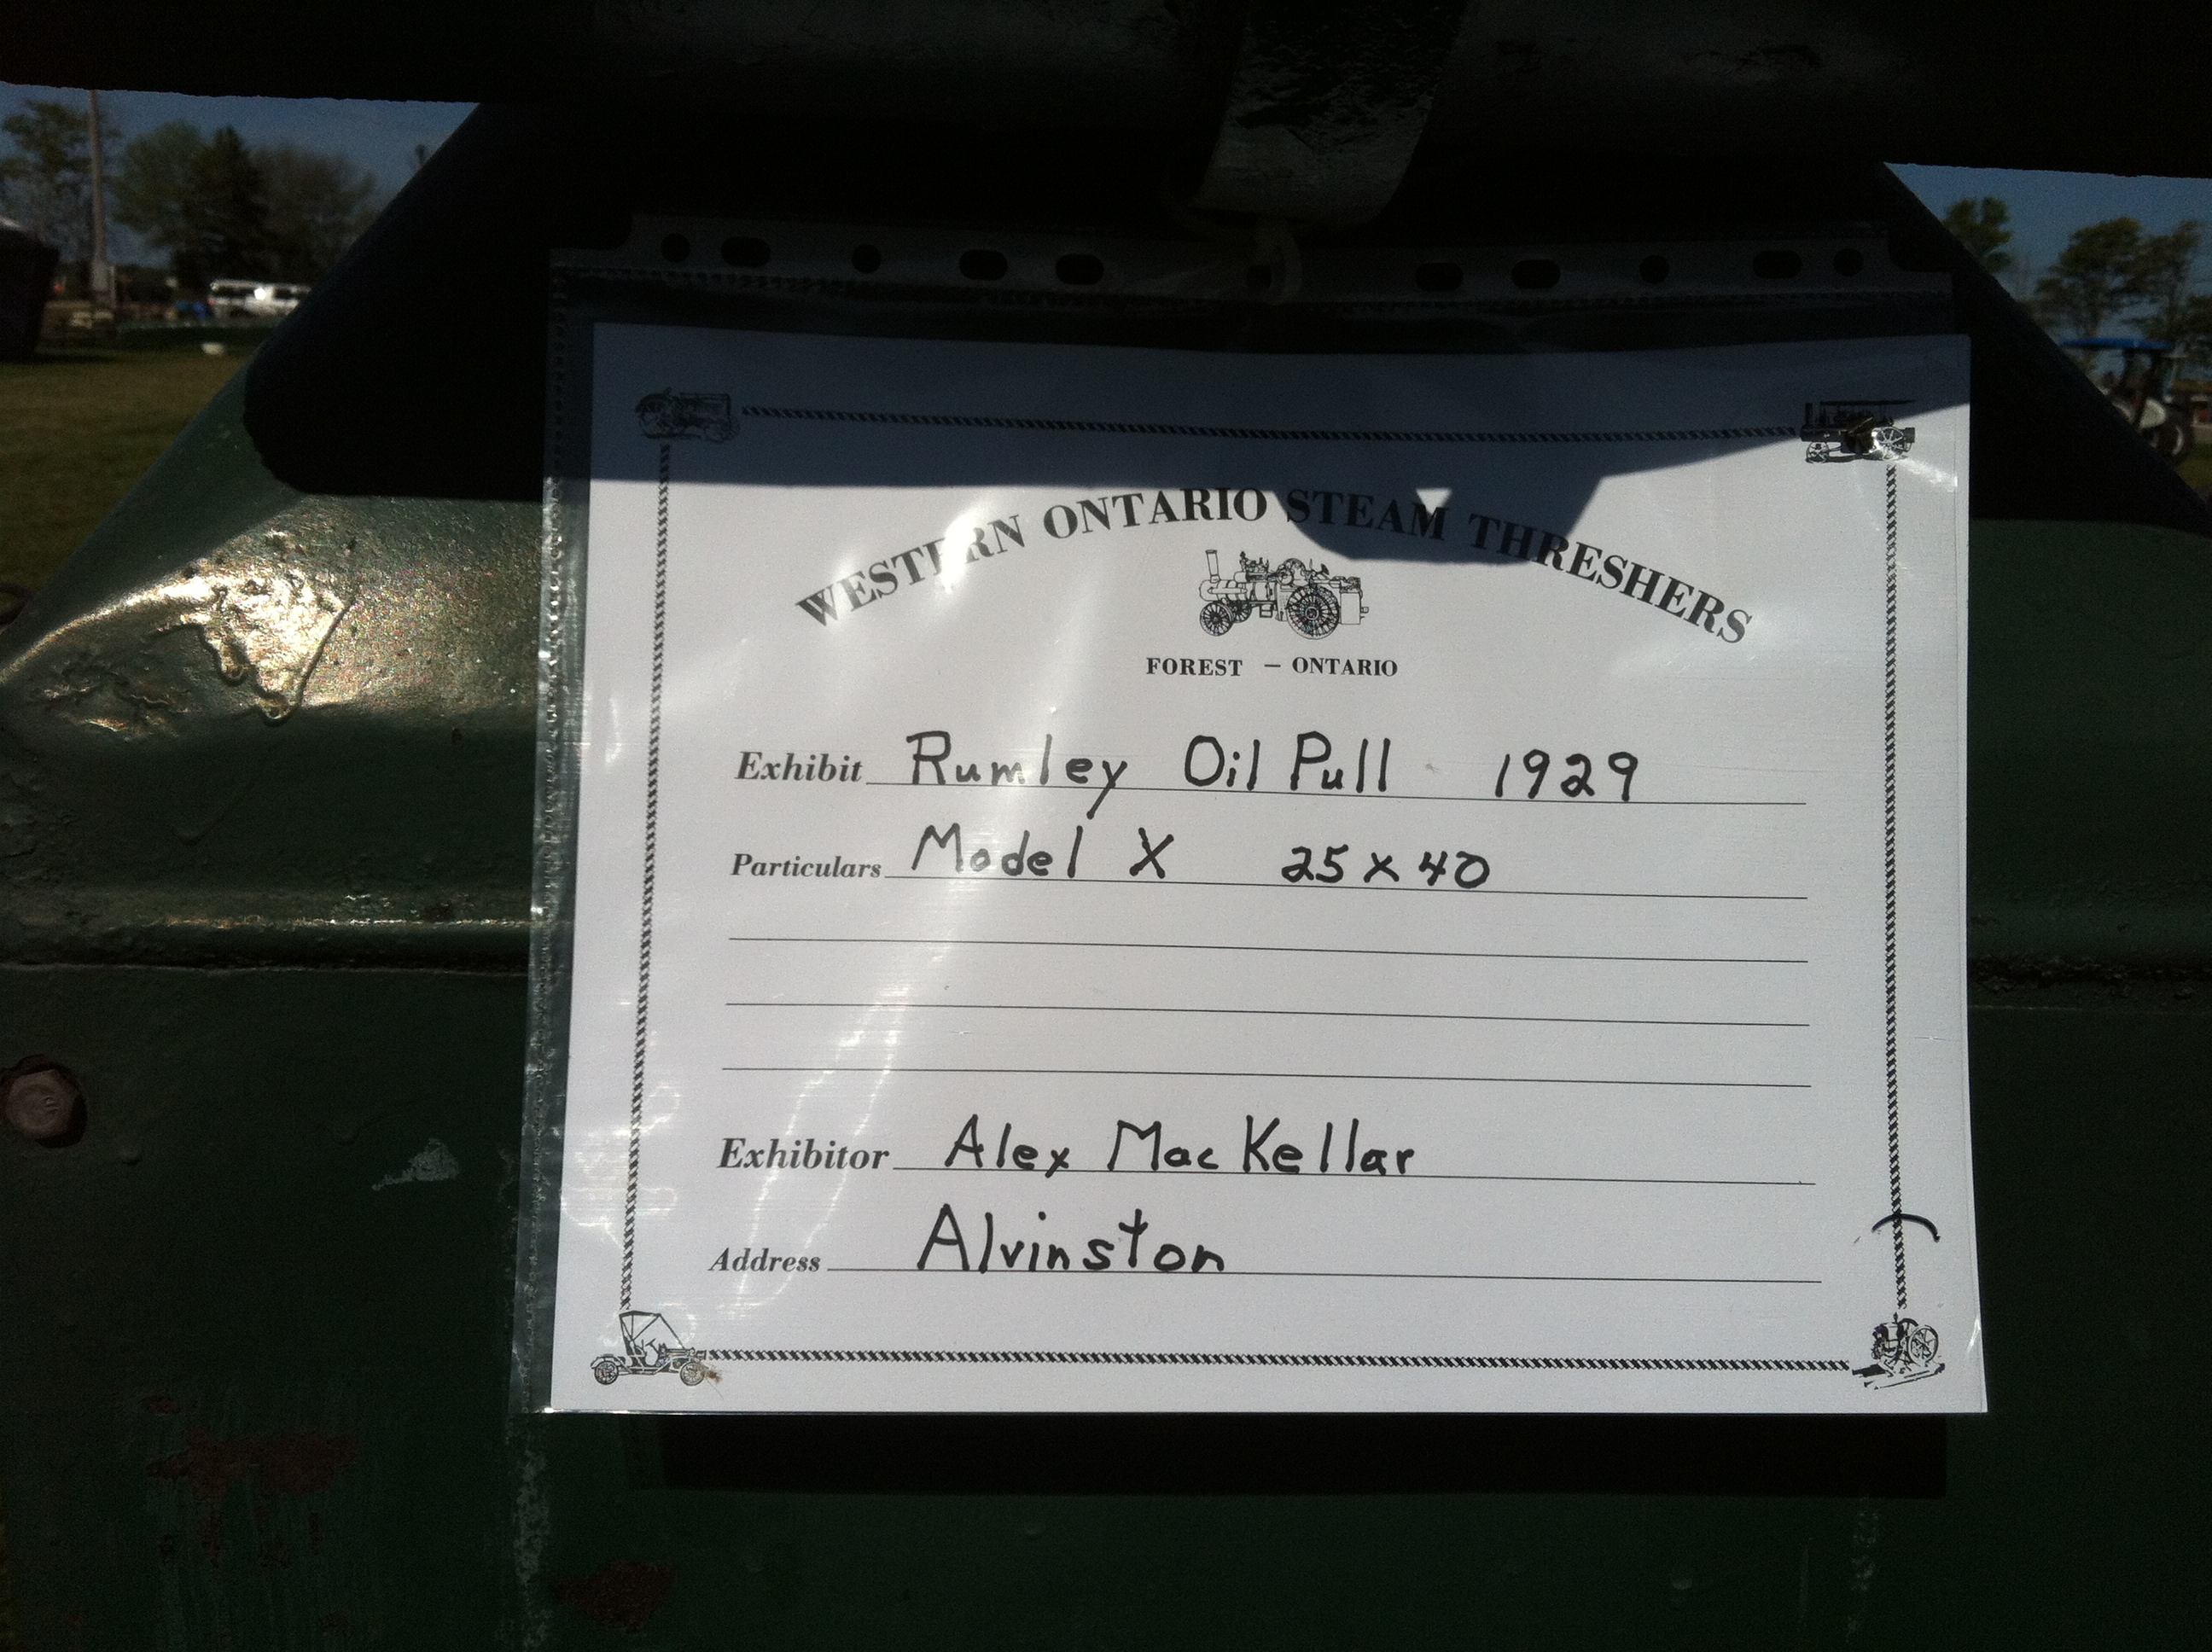 WESTERN ONTARIO STEAM THRESHERS
FOREST – ONTARIO
Exhibit Rumley Oil Pull 1929
Particulars Model X 25 x 40
Exhibitor Alex MacKellar
Address Alvinston